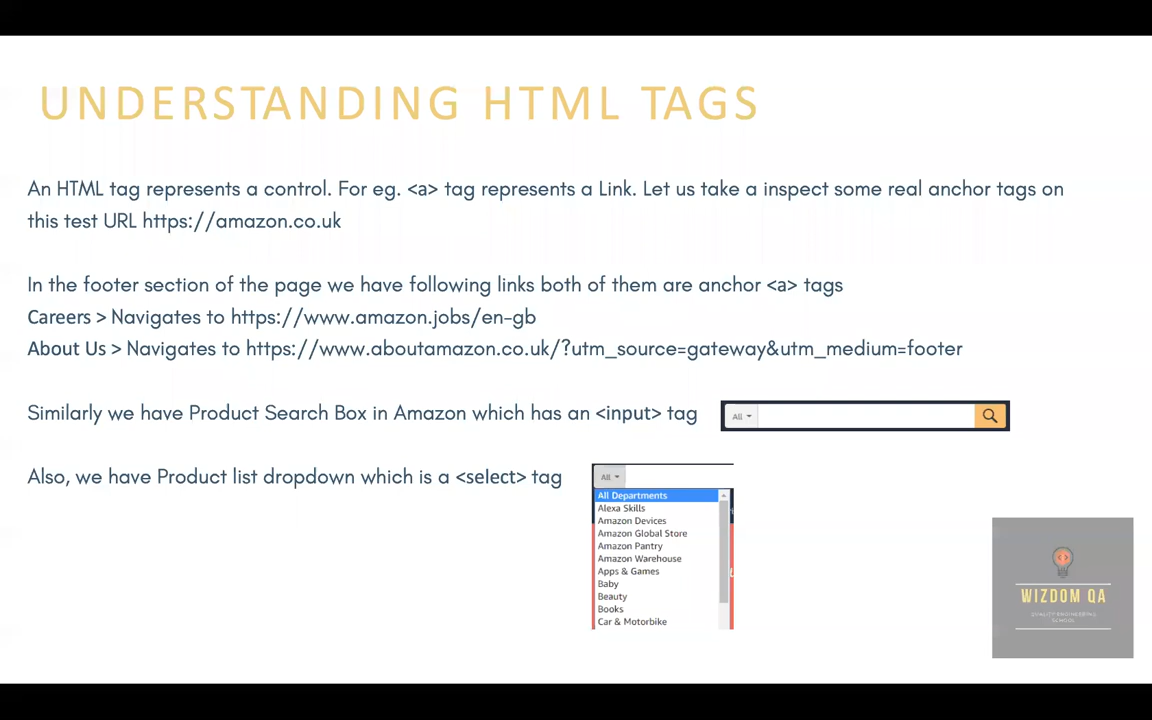 UNDERSTANDING HTML TAGS
An HTML tag represents a control. For eg. <a> tag represents a Link. Let us take a inspect some real anchor tags on
this test URL https://amazon.co.uk
In the footer section of the page we have following links both of them are anchor <a> tags
Careers > Navigates to https://www.amazon.jobs/en-gb
About Us > Navigates to https://www.aboutamazon.co.uk/?utm_source=gateway&utm_medium=footer
Similarly we have Product Search Box in Amazon which has an <input> tag
All
Also, we have Product list dropdown which is a <select> tag
All
All Departments
Alexa Skills
Amazon Devices
Amazon Global Store
Amazon Pantry
Amazon Warehouse
Apps & Games
Baby
Beauty
Books
Car & Motorbike
WIZDOM QA
QUALITY ENGINEERING
SCHOOL